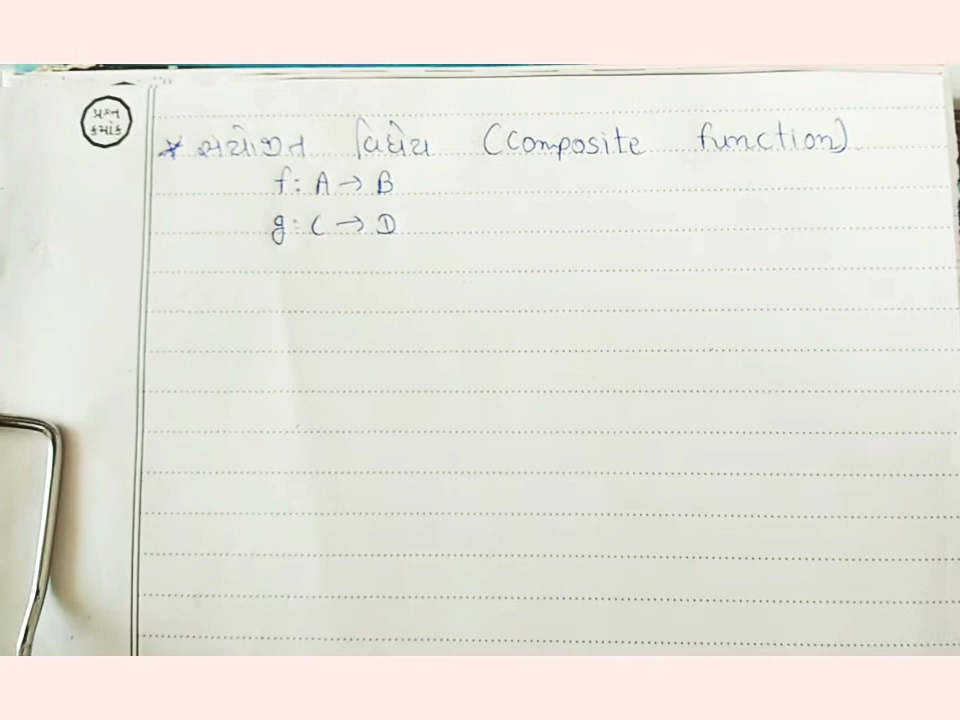 પ્રશ્ન
ક્રમાંક
* સંયોજીત વિધેય (Composite function)
f: A → B
g: C → D